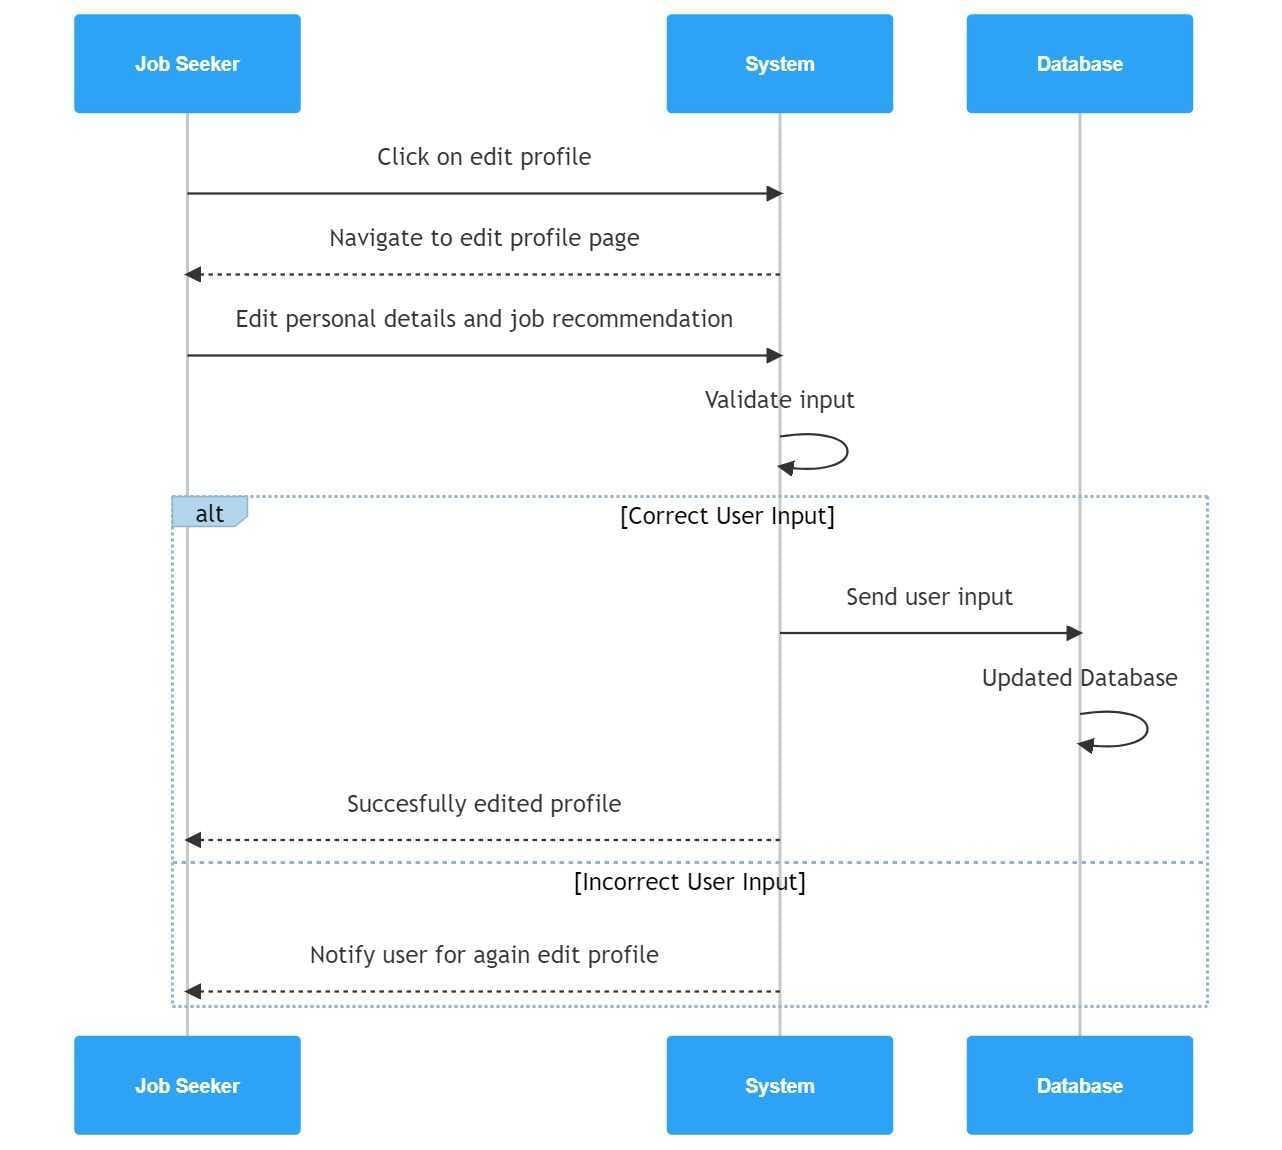 Job Seeker
System
Database
Click on edit profile
Navigate to edit profile page
Edit personal details and job recommendation
Validate input
alt
[Correct User Input]
Send user input
Updated Database
Succesfully edited profile
[Incorrect User Input]
Notify user for again edit profile
Job Seeker
System
Database